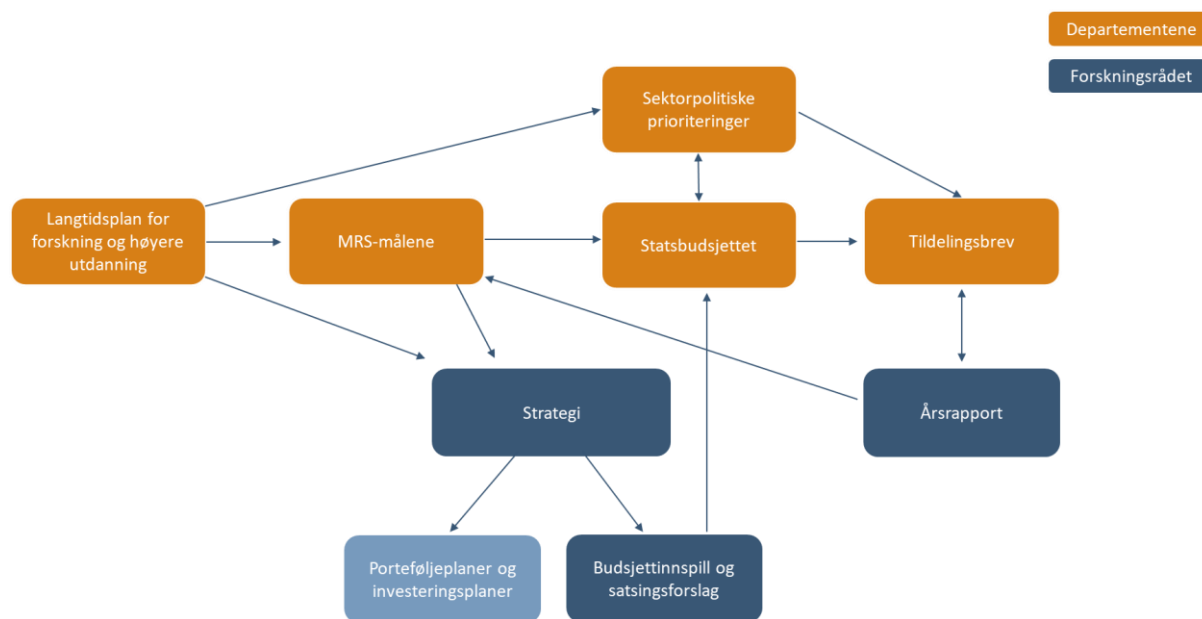 Departementene
Forskningsrådet
Sektorpolitiske
prioriteringer
Langtidsplan for
forskning og høyere
utdanning
MRS-målene
Statsbudsjettet
Tildelingsbrev
Strategi
Årsrapport
Porteføljeplaner og
investeringsplaner
Budsjettinnspill og
satsingsforslag